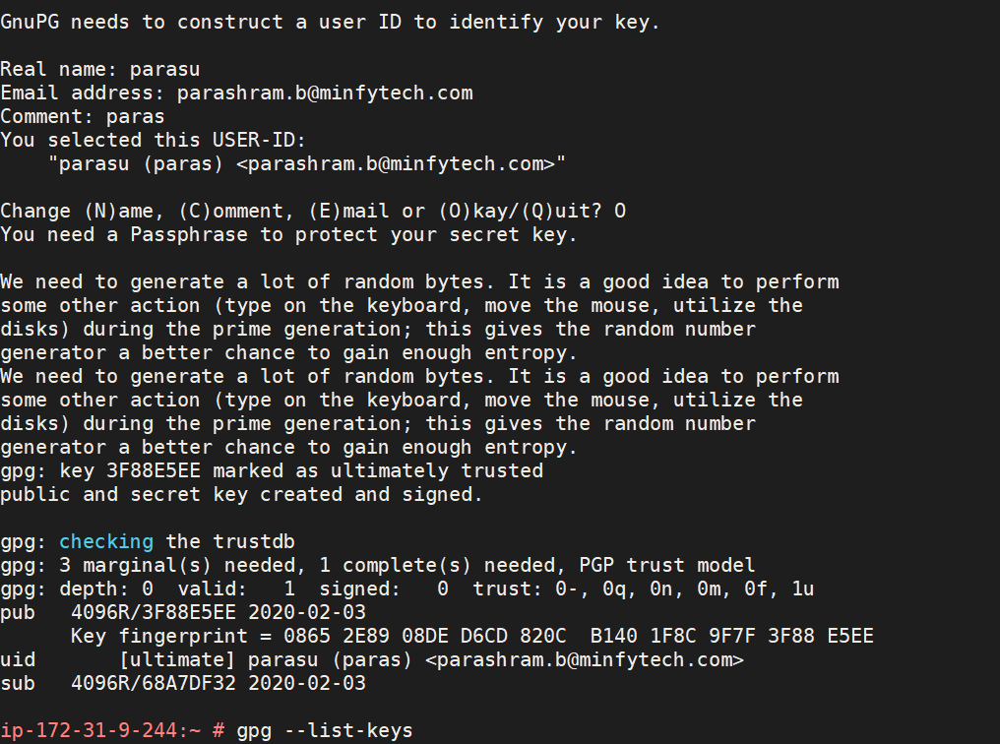 GnuPG needs to construct a user ID to identify your key.
Real name: parasu
Email address: parashram.b@minfytech.com
Comment: paras
You selected this USER-ID:
"parasu (paras) <parashram.b@minfytech.com>"
Change (N)ame, (C)omment, (E)mail or (O)kay/(Q)uit? O
You need a Passphrase to protect your secret key.
We need to generate a lot of random bytes. It is a good idea to perform
some other action (type on the keyboard, move the mouse, utilize the
disks) during the prime generation; this gives the random number
generator a better chance to gain enough entropy.
We need to generate a lot of random bytes. It is a good idea to perform
some other action (type on the keyboard, move the mouse, utilize the
disks) during the prime generation; this gives the random number
generator a better chance to gain enough entropy.
gpg: key 3F88E5EE marked as ultimately trusted
public and secret key created and signed.
gpg: checking the trustdb
gpg: 3 marginal(s) needed, 1 complete(s) needed, PGP trust model
gpg: depth: 0  valid:   1  signed:   0  trust: 0-, 0q, 0n, 0m, 0f, 1u
pub   4096R/3F88E5EE 2020-02-03
Key fingerprint = 0865 2E89 08DE D6CD 820C  B140 1F8C 9F7F 3F88 E5EE
uid       [ultimate] parasu (paras) <parashram.b@minfytech.com>
sub   4096R/68A7DF32 2020-02-03
ip-172-31-9-244:~ # gpg --list-keys